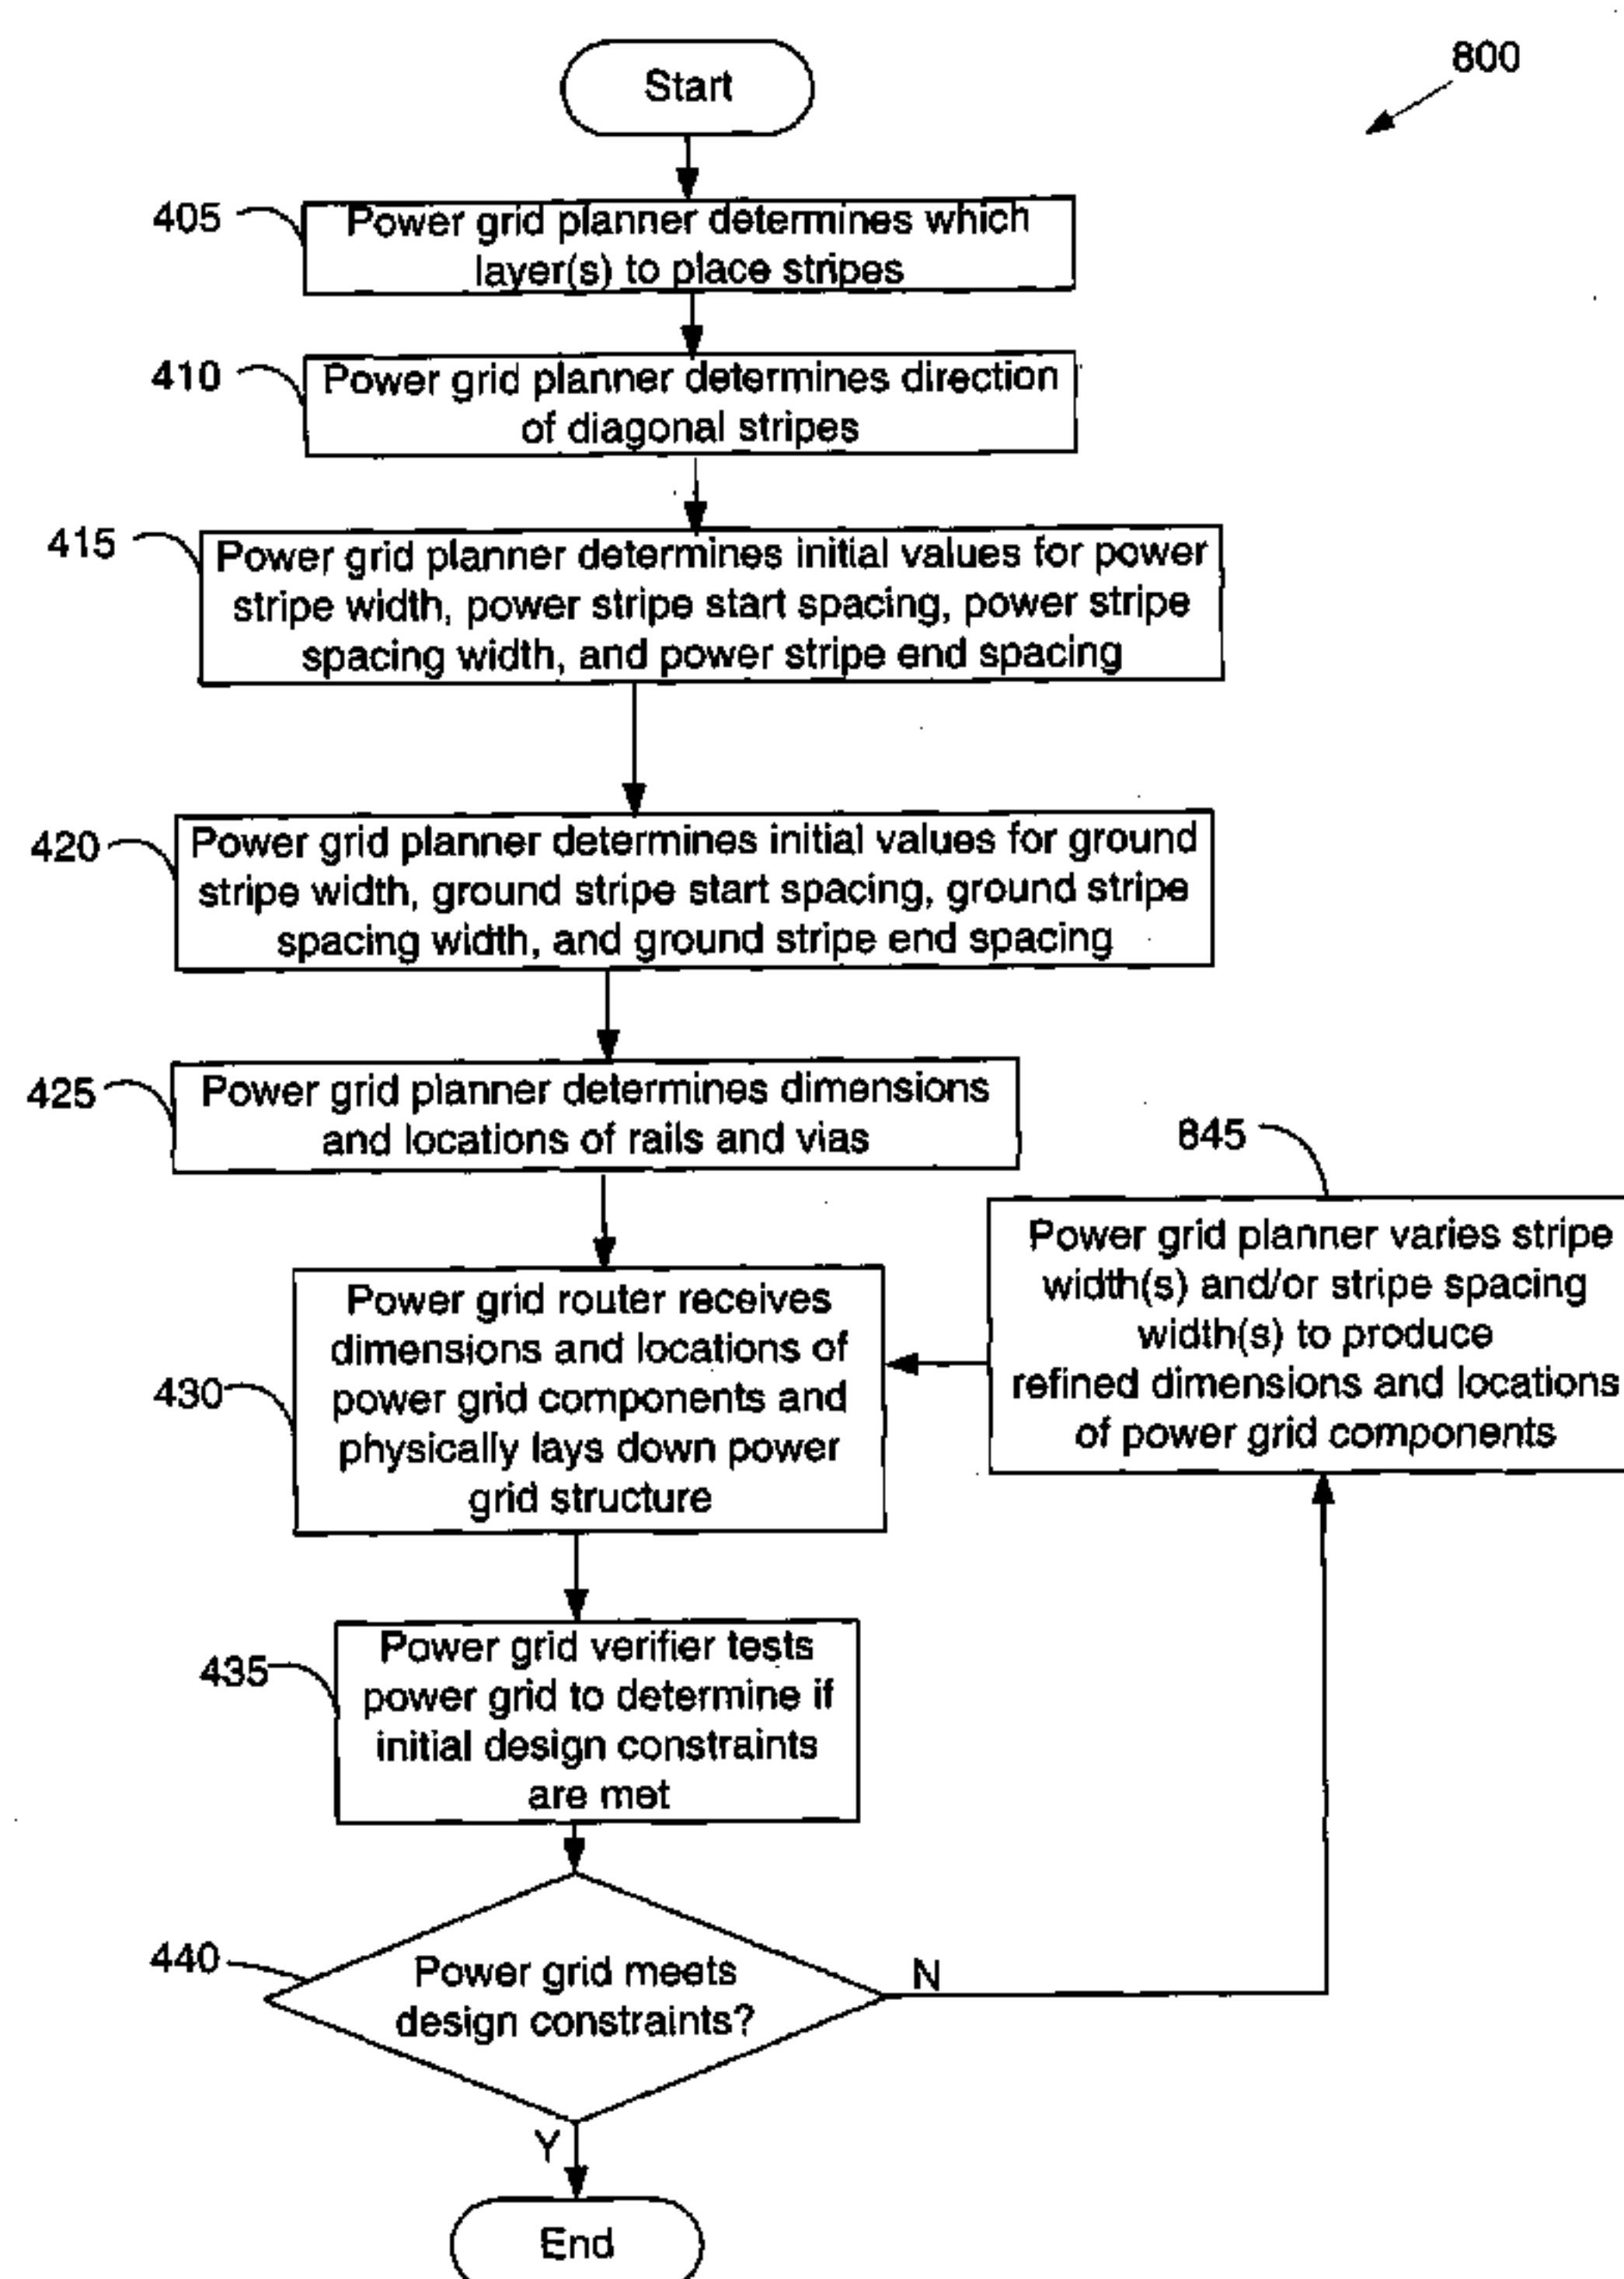 800
Start
405
Power grid planner determines which
layer(s) to place stripes
410
Power grid planner determines direction
of diagonal stripes
415
Power grid planner determines initial values for power
stripe width, power stripe start spacing, power stripe
spacing width, and power stripe end spacing
420
Power grid planner determines initial values for ground
stripe width, ground stripe start spacing, ground stripe
spacing width, and ground stripe end spacing
425
Power grid planner determines dimensions
and locations of rails and vias
845
Power grid planner varies stripe
width(s) and/or stripe spacing
width(s) to produce
refined dimensions and locations
of power grid components
430
Power grid router receives
dimensions and locations of
power grid components and
physically lays down power
grid structure
435
Power grid verifier tests
power grid to determine if
initial design constraints
are met
440
Power grid meets
design constraints?
N
Y
End